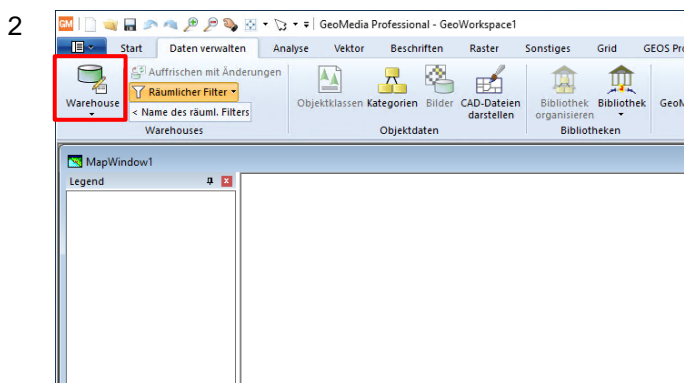 2
GM GeoMedia Professional - GeoWorkspace1
Start Daten verwalten Analyse Vektor Beschriften Raster Sonstiges Grid GEOS Pro
Auffrischen mit Änderungen
Räumlicher Filter
< Name des räuml. Filters
Warehouse
Warehouses
Objektklassen Kategorien Bilder CAD-Dateien
darstellen
Objektdaten
Bibliothek Bibliothek
organisieren
Bibliotheken
GeoM
MapWindow1
Legend